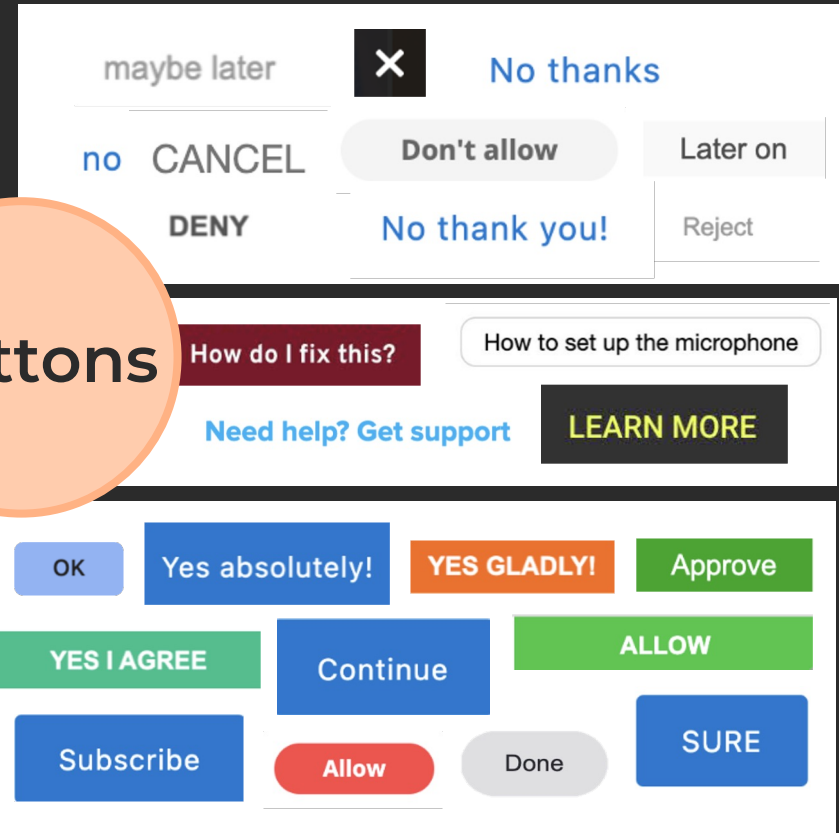 maybe later
×
No thanks
no
CANCEL
Don't allow
Later on
DENY
No thank you!
Reject
ttons
How do I fix this?
How to set up the microphone
Need help? Get support
LEARN MORE
OK
Yes absolutely!
YES GLADLY!
Approve
YES I AGREE
Continue
ALLOW
Subscribe
Allow
Done
SURE